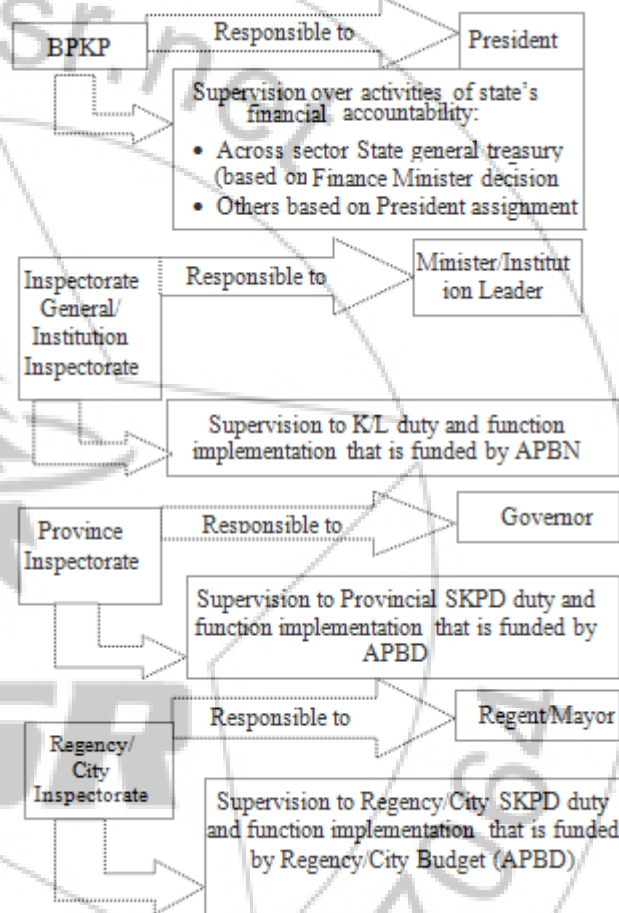 BPKP
Responsible to
President
Supervision over activities of state's
financial accountability:
• Across sector State general treasury
(based on Finance Minister decision
• Others based on President assignment
Inspectorate
General/
Institution
Inspectorate
Responsible to
Minister/Institut
ion Leader
Supervision to K/L duty and function
implementation that is funded by APBN
Province
Inspectorate
Responsible to
Governor
Supervision to Provincial SKPD duty and
function implementation that is funded by
APBD
Regency/
City
Inspectorate
Responsible to
Regent/Mayor
Supervision to Regency/City SKPD duty
and function implementation that is funded
by Regency/City Budget (APBD)
sr.net